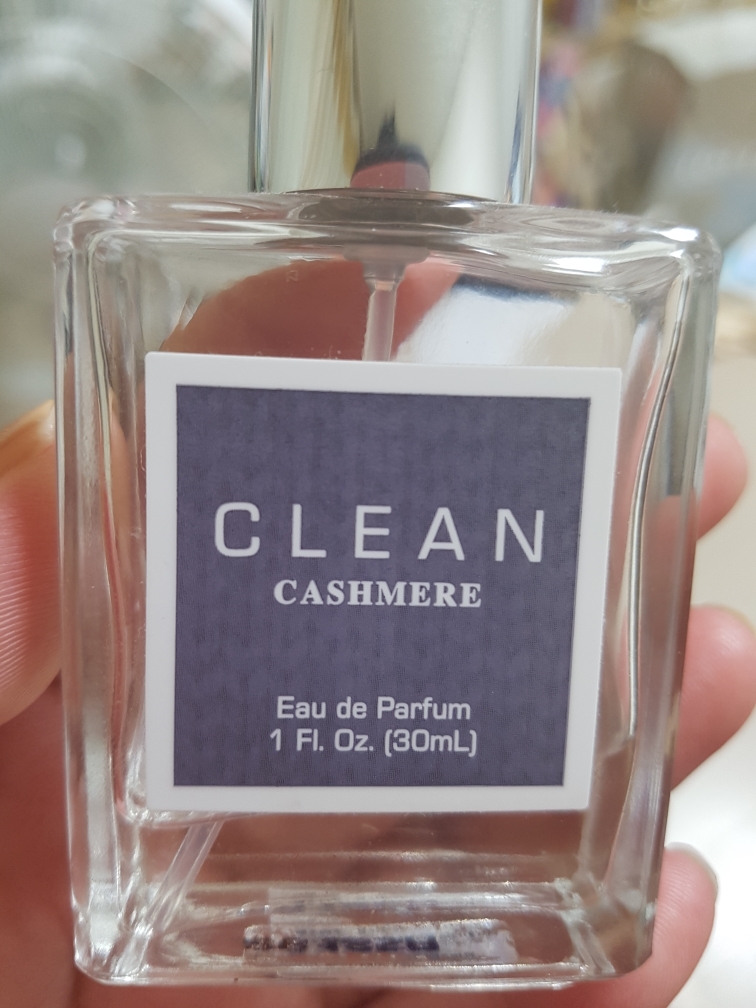 CLEAN
CASHMERE
Eau de Parfum
1 Fl. Oz. (30mL)